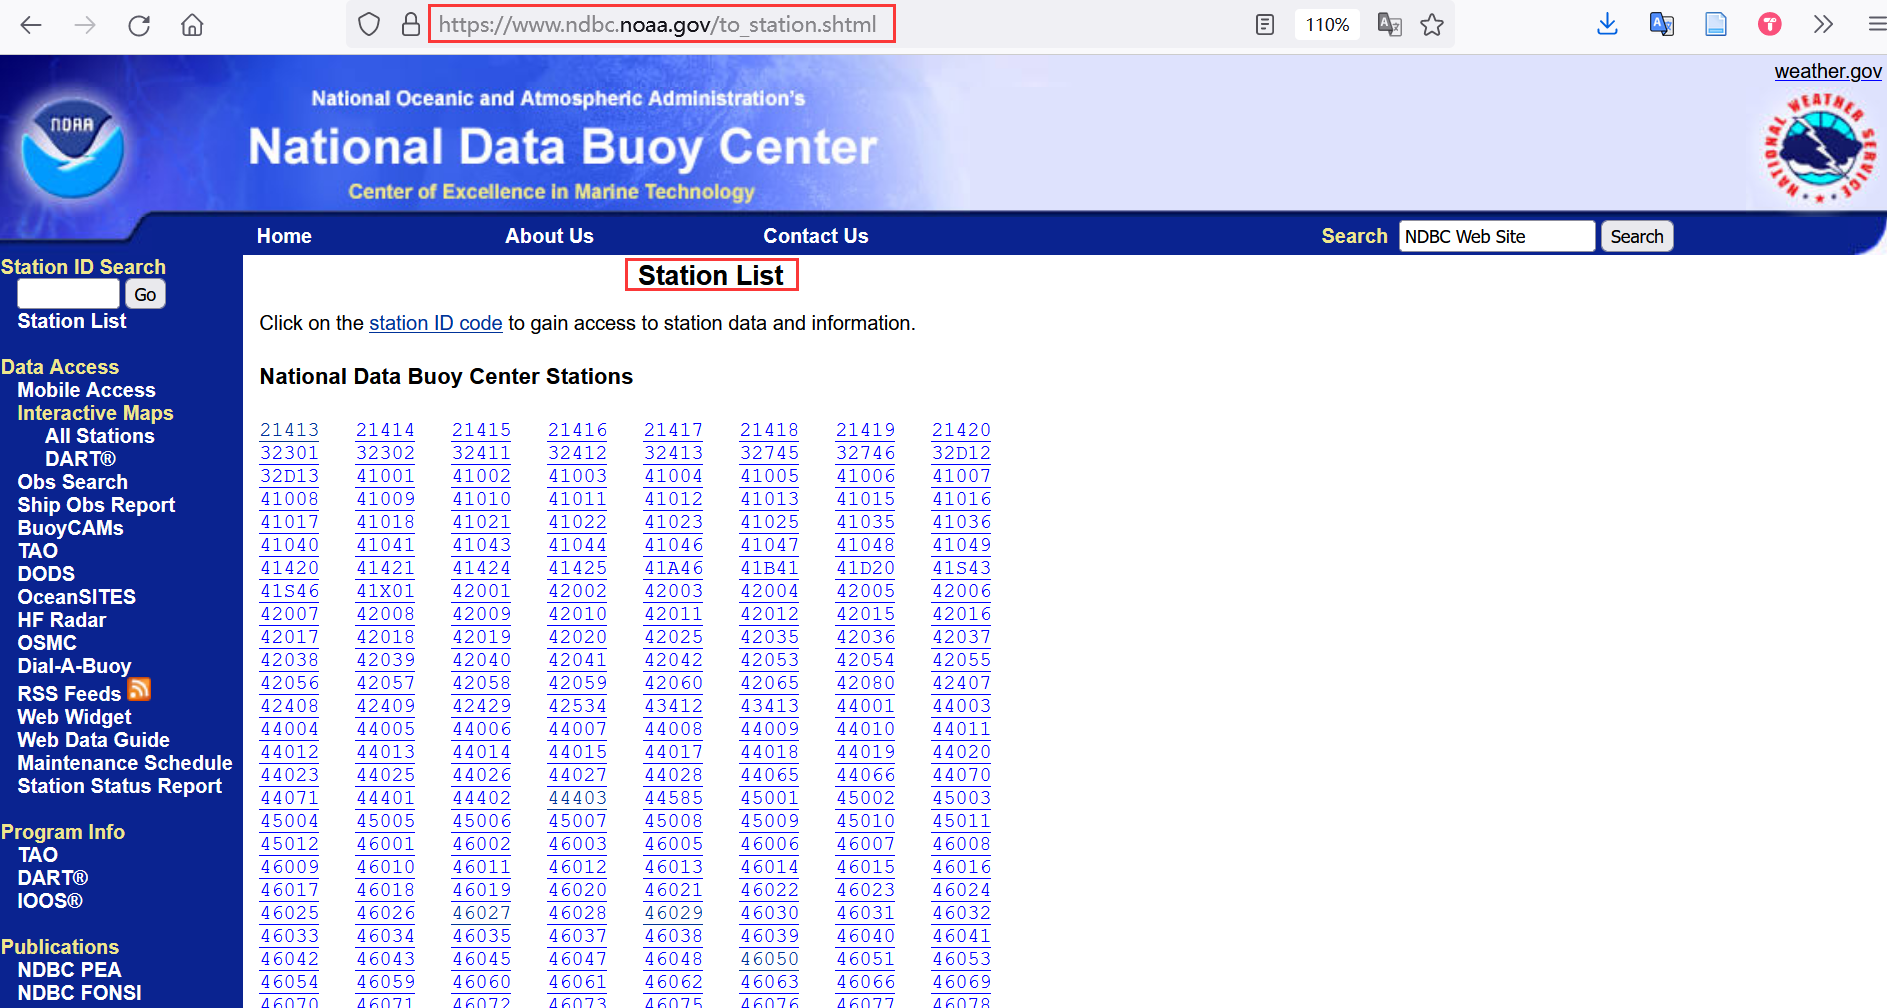 https://www.ndbc.noaa.gov/to_station.shtml
110%
weather.gov
NOAA
National Oceanic and Atmospheric Administration's
National Data Buoy Center
Center of Excellence in Marine Technology
NATIONAL WEATHER SERVICE
Home About Us Contact Us Search NDBC Web Site Search
Station ID Search
Go
Station List
Data Access
Mobile Access
Interactive Maps
All Stations
DART®
Obs Search
Ship Obs Report
BuoyCAMs
TAO
DODS
OceanSITES
HF Radar
OSMC
Dial-A-Buoy
RSS Feeds
Web Widget
Web Data Guide
Maintenance Schedule
Station Status Report
Program Info
TAO
DART®
IOOS®
Publications
NDBC PEA
NDBC FONSI
Station List
Click on the station ID code to gain access to station data and information.
National Data Buoy Center Stations
21413 21414 21415 21416 21417 21418 21419 21420
32301 32302 32411 32412 32413 32745 32746 32D12
32D13 41001 41002 41003 41004 41005 41006 41007
41008 41009 41010 41011 41012 41013 41015 41016
41017 41018 41021 41022 41023 41025 41035 41036
41040 41041 41043 41044 41046 41047 41048 41049
41420 41421 41424 41425 41A46 41B41 41D20 41S43
41S46 41X01 42001 42002 42003 42004 42005 42006
42007 42008 42009 42010 42011 42012 42015 42016
42017 42018 42019 42020 42025 42035 42036 42037
42038 42039 42040 42041 42042 42053 42054 42055
42056 42057 42058 42059 42060 42065 42080 42407
42408 42409 42429 42534 43412 43413 44001 44003
44004 44005 44006 44007 44008 44009 44010 44011
44012 44013 44014 44015 44017 44018 44019 44020
44023 44025 44026 44027 44028 44065 44066 44070
44071 44401 44402 44403 44585 45001 45002 45003
45004 45005 45006 45007 45008 45009 45010 45011
45012 46001 46002 46003 46005 46006 46007 46008
46009 46010 46011 46012 46013 46014 46015 46016
46017 46018 46019 46020 46021 46022 46023 46024
46025 46026 46027 46028 46029 46030 46031 46032
46033 46034 46035 46037 46038 46039 46040 46041
46042 46043 46045 46047 46048 46050 46051 46053
46054 46059 46060 46061 46062 46063 46066 46069
46070 46071 46072 46073 46075 46076 46077 46078